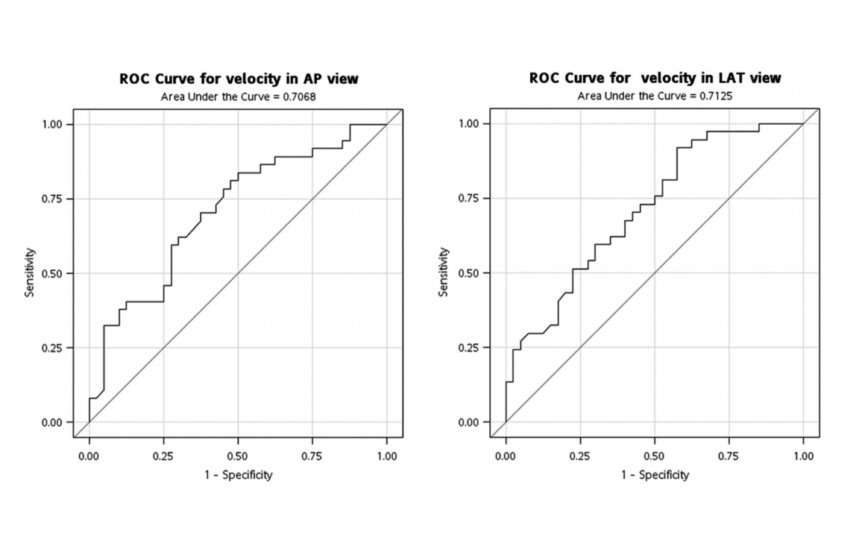 ROC Curve for velocity in AP view
Area Under the Curve = 0.7068
1.00
0.75
0.50
0.25
0.00
Sensitivity
0.00 0.25 0.50 0.75 1.00
1 - Specificity
ROC Curve for velocity in LAT view
Area Under the Curve = 0.7125
1.00
0.75
0.50
0.25
0.00
Sensitivity
0.00 0.25 0.50 0.75 1.00
1 - Specificity